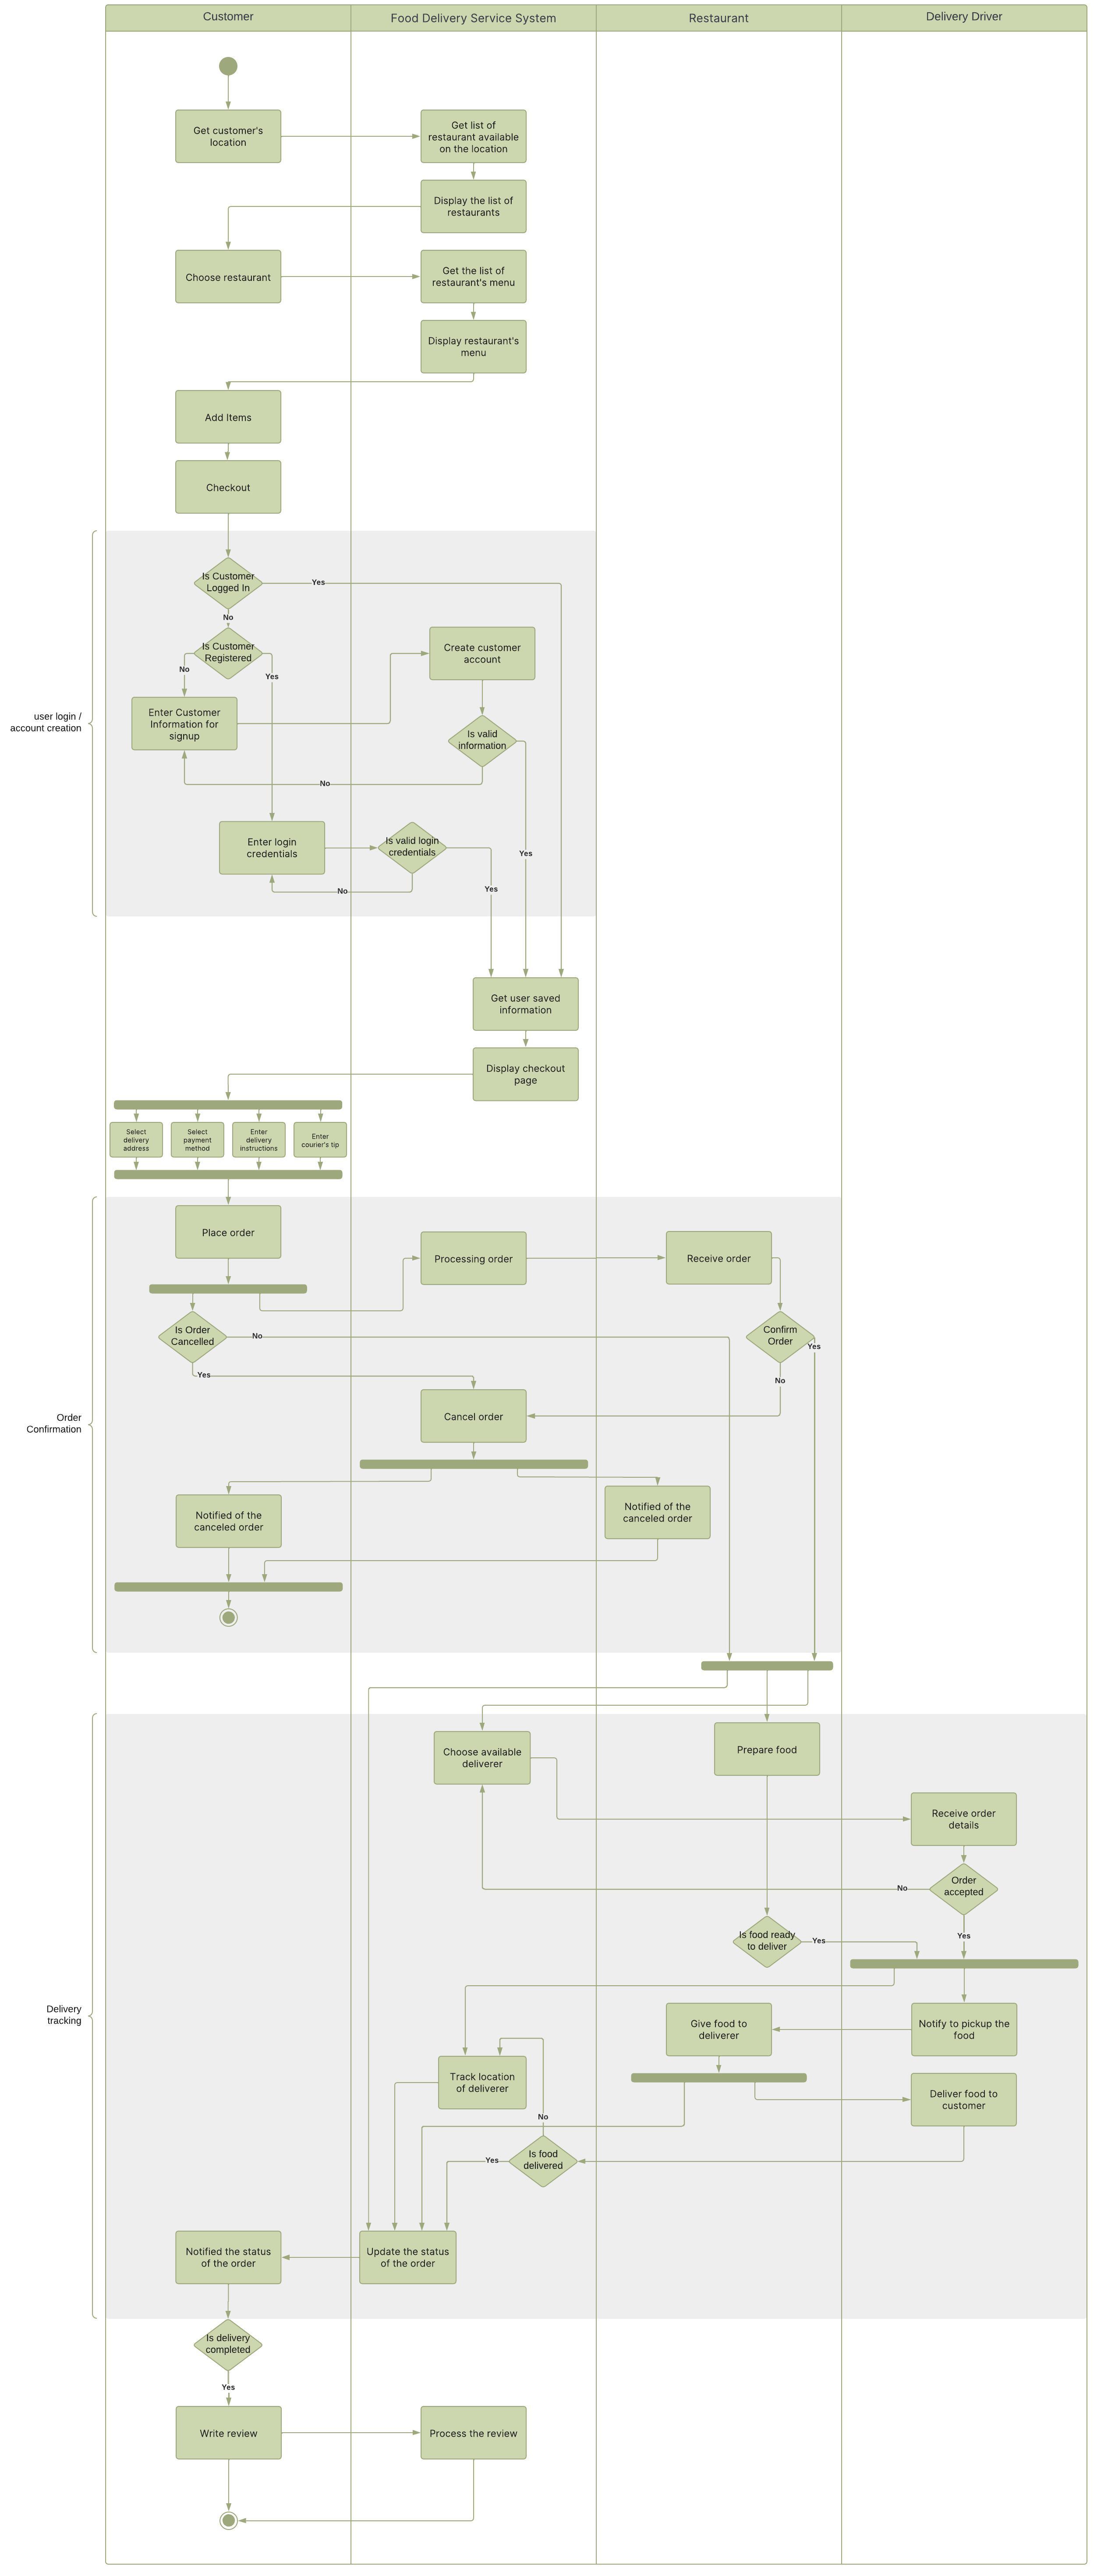 Customer
Food Delivery Service System
Restaurant
Delivery Driver
Get customer's
location
Get list of
restaurant available
on the location
Display the list of
restaurants
Choose restaurant
Get the list of
restaurant's menu
Display restaurant's
menu
Add Items
Checkout
Is Customer
Logged In
Yes
No
Is Customer
Registered
No
Yes
Create customer
account
user login /
account creation
Enter Customer
Information for
signup
Is valid
information
No
Yes
Enter login
credentials
Is valid login
credentials
No
Yes
Get user saved
information
Display checkout
page
Select
delivery
address
Select
payment
method
Enter
delivery
instructions
Enter
courier's tip
Place order
Processing order
Receive order
Is Order
Cancelled
No
Yes
Confirm
Order
Yes
No
Order
Confirmation
Cancel order
Notified of the
canceled order
Notified of the
canceled order
Choose available
deliverer
Prepare food
Receive order
details
Order
accepted
No
Yes
Is food ready
to deliver
Yes
Delivery
tracking
Give food to
deliverer
Notify to pickup the
food
Track location
of deliverer
Deliver food to
customer
No
Is food
delivered
Yes
Notified the status
of the order
Update the status
of the order
Is delivery
completed
Yes
Write review
Process the review